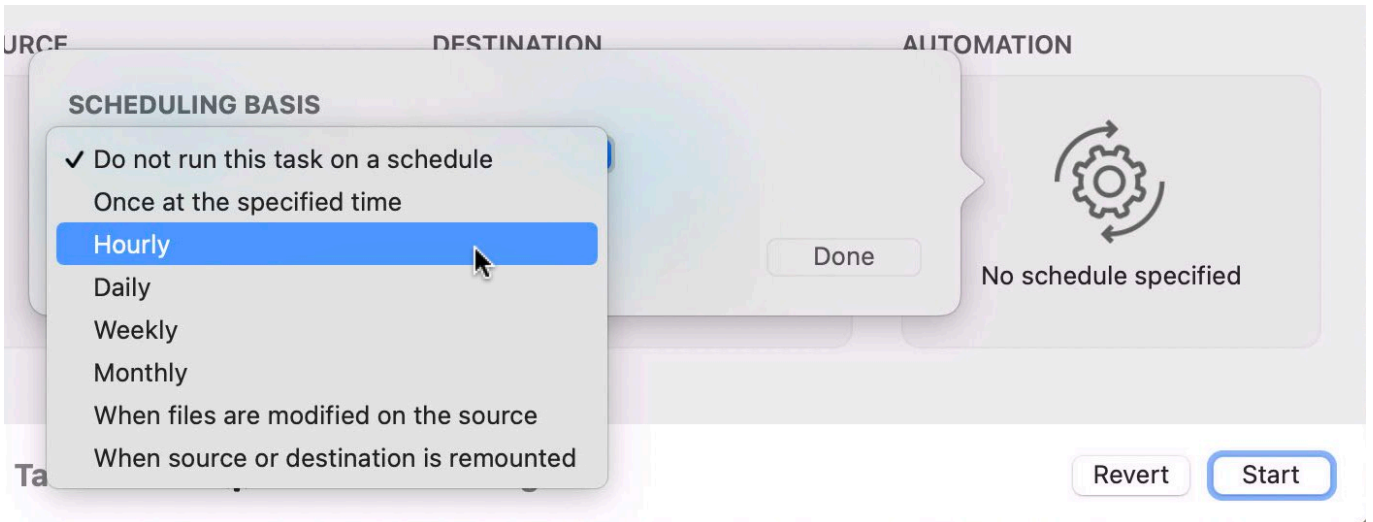 DESTINATION
AUTOMATION
SCHEDULING BASIS
✓ Do not run this task on a schedule
Once at the specified time
Hourly
Daily
Weekly
Monthly
When files are modified on the source
When source or destination is remounted
Done
No schedule specified
Revert
Start